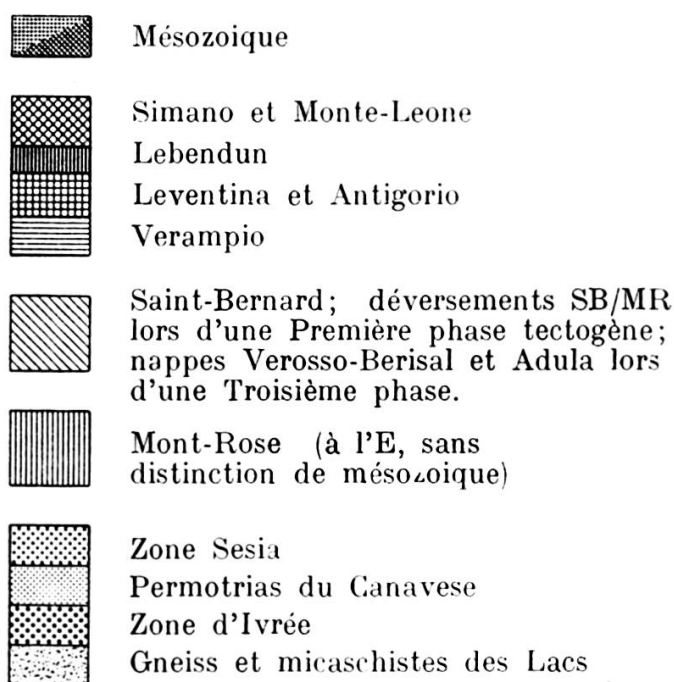 Mésozoique
Simano et Monte-Leone
Lebendun
Leventina et Antigorio
Verampio
Saint-Bernard; déversements SB/MR
lors d'une Première phase tectogène;
nappes Verosso-Berisal et Adula lors
d'une Troisième phase.
Mont-Rose (à l'E, sans
distinction de mésozoique)
Zone Sesia
Permotrias du Canavese
Zone d'Ivrée
Gneiss et micaschistes des Lacs